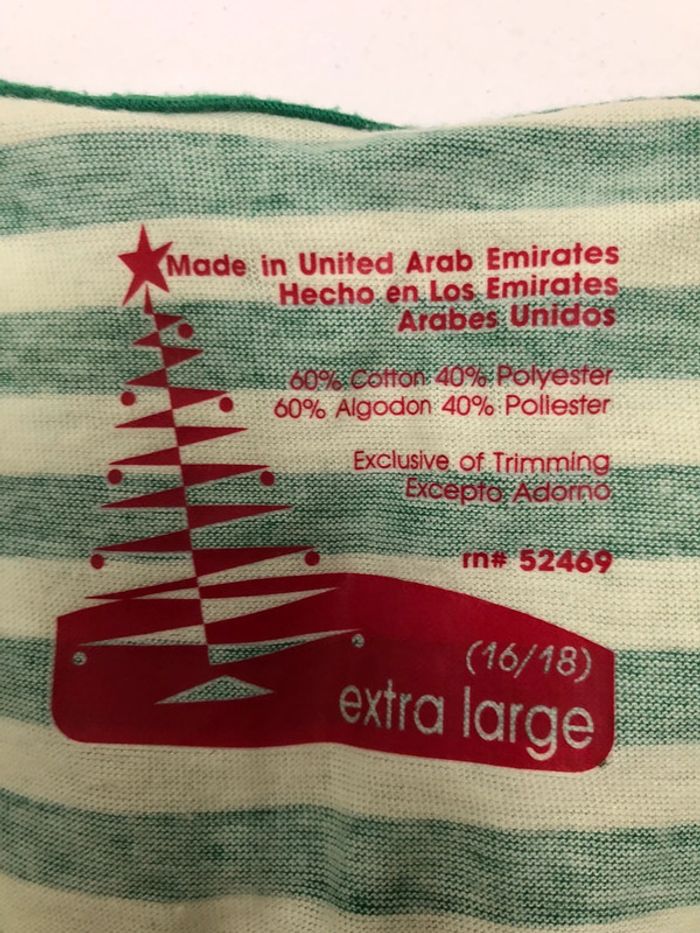 Made in United Arab Emirates
Hecho en Los Emirates
Arabes Unidos
60% Cotton 40% Polyester
60% Algodon 40% Poliester
Exclusive of Trimming
Excepto Adorno
rn# 52469
(16/18)
extra large